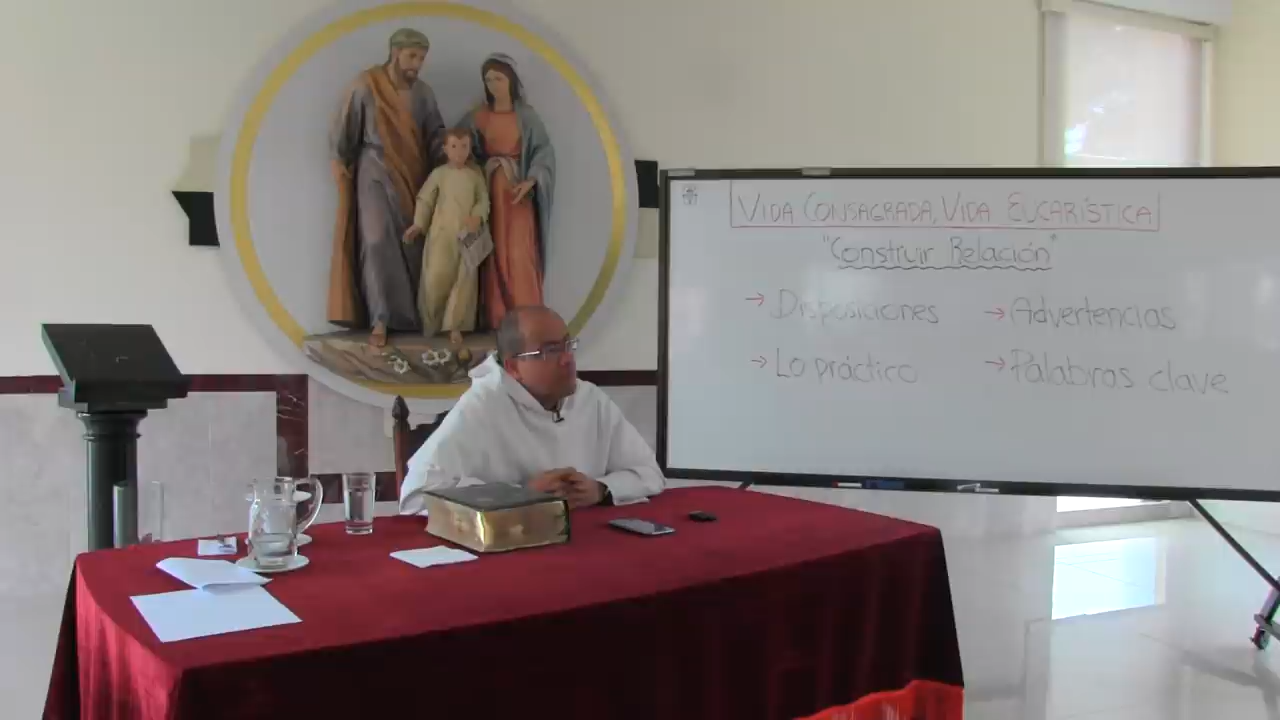 VIDA CONSAGRADA, VIDA EUCARÍSTICA
"Construir Relación"
→ Disposiciones → Advertencias
→ Lo práctico → Palabras clave